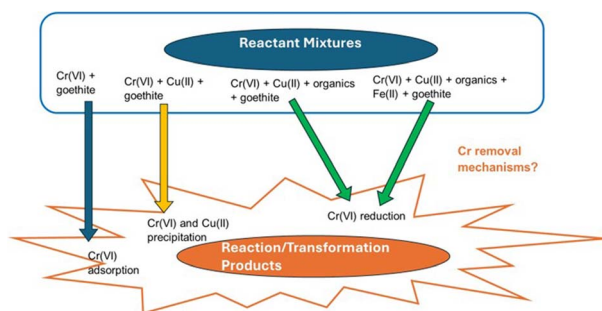 Reactant Mixtures
Cr(VI) +
goethite
Cr(VI) + Cu(II) +
goethite
Cr(VI) + Cu(II) + organics
+ goethite
Cr(VI) + Cu(II) + organics +
Fe(II) + goethite
Cr removal
mechanisms?
Cr(VI) reduction
Cr(VI) and Cu(II)
precipitation
Reaction/Transformation
Products
Cr(VI)
adsorption